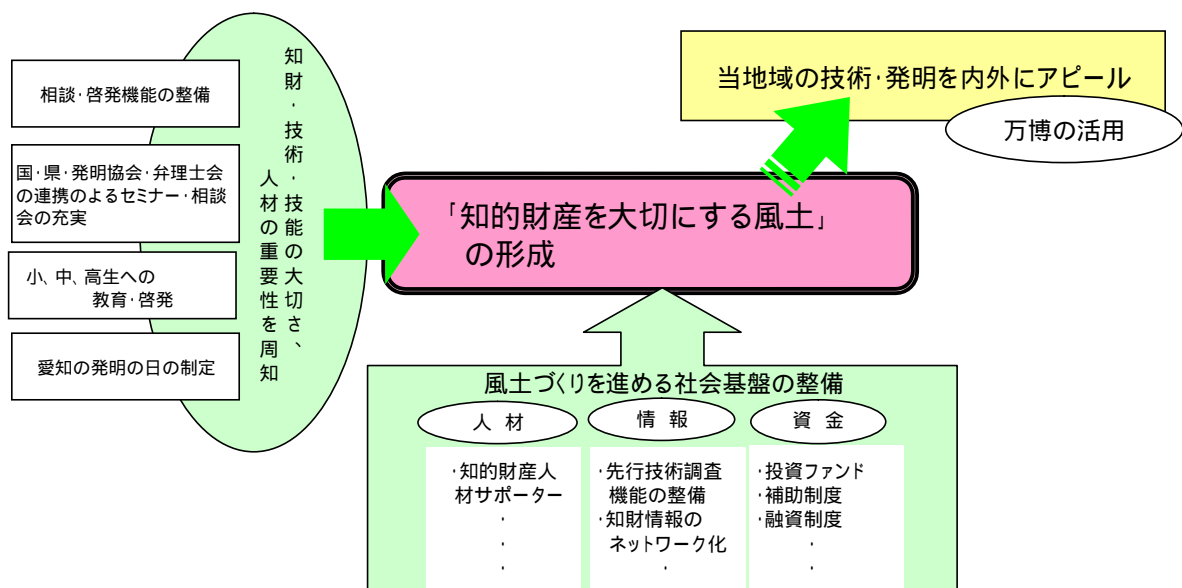 相談・啓発機能の整備
国・県・発明協会・弁理士会
の連携のよるセミナー・相談
会の充実
小、中、高生への
教育・啓発
愛知の発明の日の制定
知財・技術・技能の大切さ、
人材の重要性を周知
当地域の技術・発明を内外にアピール
万博の活用
「知的財産を大切にする風土」
の形成
風土づくりを進める社会基盤の整備
人 材
・知的財産人
材サポーター
・
・
・
情 報
・先行技術調査
機能の整備
・知財情報の
ネットワーク化
・
資 金
・投資ファンド
・補助制度
・融資制度
・
・